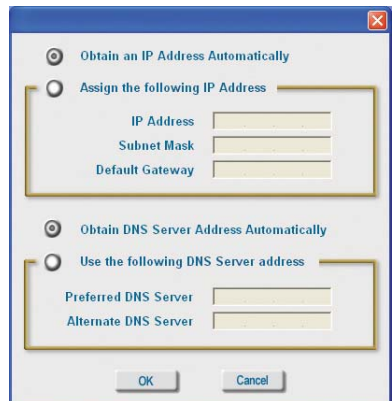 Obtain an IP Address Automatically
Assign the following IP Address
IP Address
Subnet Mask
Default Gateway
Obtain DNS Server Address Automatically
Use the following DNS Server address
Preferred DNS Server
Alternate DNS Server
OK Cancel